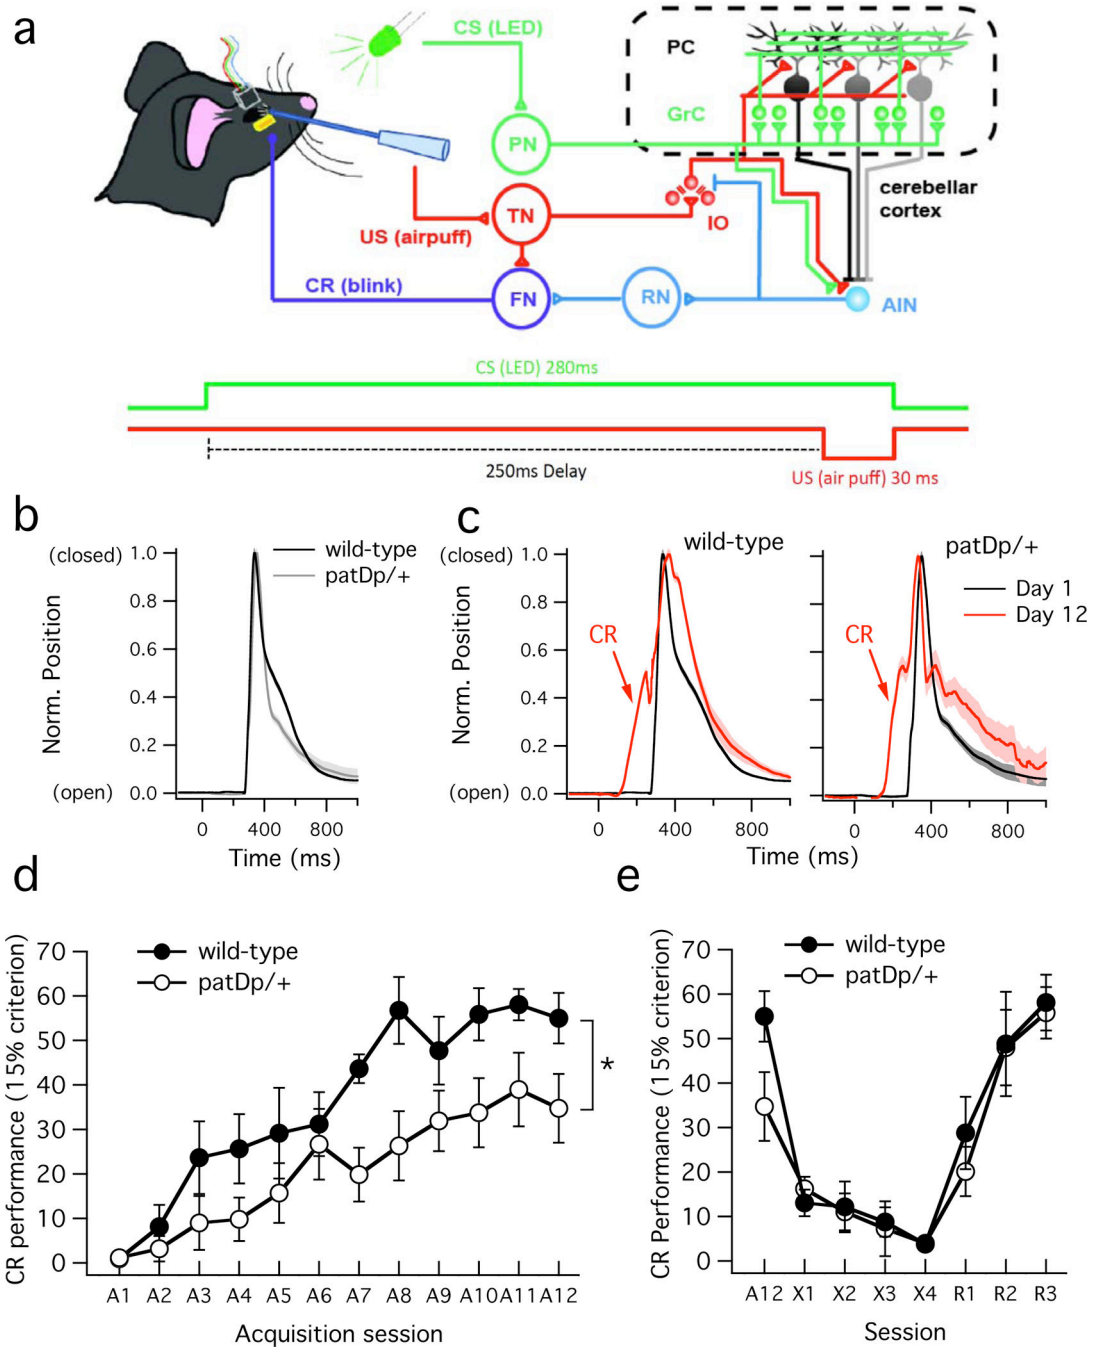 a
CS (LED)
PC
GrC
PN
cerebellar
cortex
TN
IO
US (airpuff)
CR (blink)
FN
RN
AIN
CS (LED) 280ms
250ms Delay
US (air puff) 30 ms
b
(closed)
1.0
0.8
0.6
0.4
0.2
0.0
(open)
Norm. Position
wild-type
patDp/+
0 400 800
Time (ms)
c
(closed)
1.0
0.8
0.6
0.4
0.2
0.0
(open)
Norm. Position
wild-type
CR
0 400 800
patDp/+
Day 1
Day 12
CR
0 400 800
Time (ms)
d
CR performance (15% criterion)
70
60
50
40
30
20
10
0
wild-type
patDp/+
*
A1 A2 A3 A4 A5 A6 A7 A8 A9 A10 A11 A12
Acquisition session
e
CR Performance (15% criterion)
70
60
50
40
30
20
10
0
wild-type
patDp/+
A12 X1 X2 X3 X4 R1 R2 R3
Session